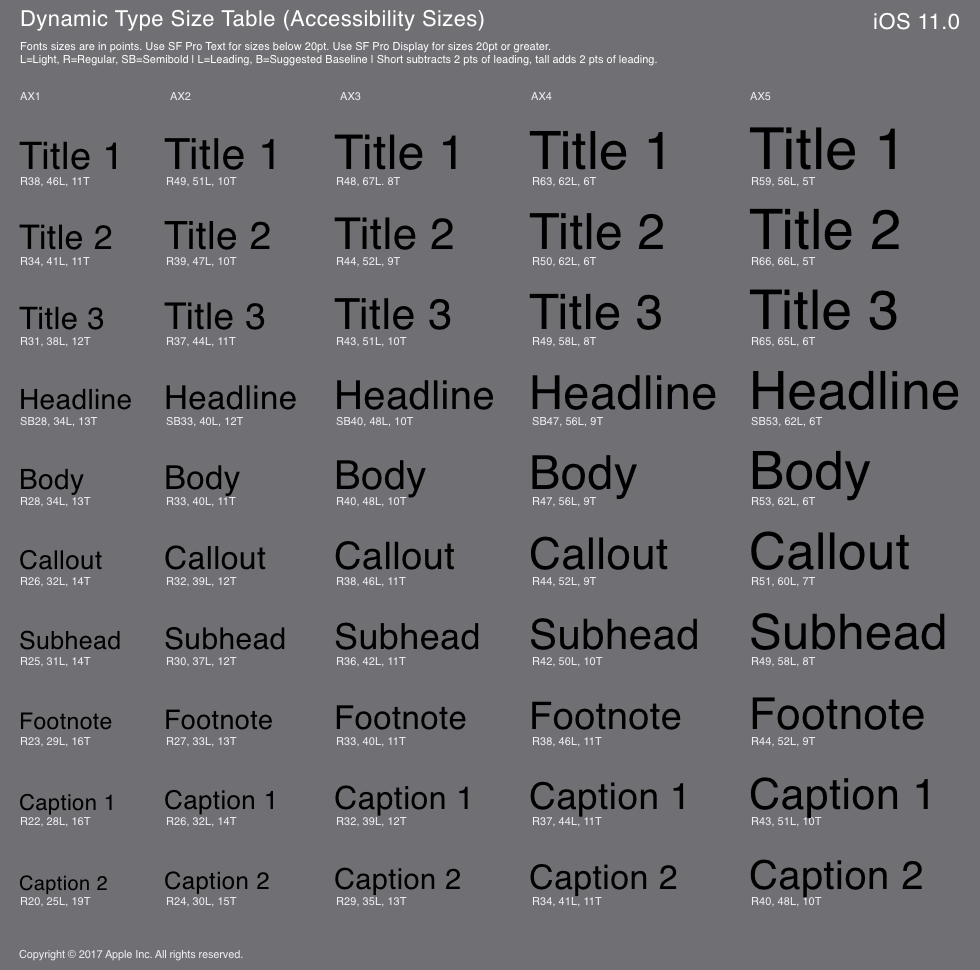 Dynamic Type Size Table (Accessibility Sizes)
iOS 11.0
Fonts sizes are in points. Use SF Pro Text for sizes below 20pt. Use SF Pro Display for sizes 20pt or greater.
L=Light, R=Regular, SB=Semibold | L=Leading, B=Suggested Baseline | Short subtracts 2 pts of leading, tall adds 2 pts of leading.
AX1 AX2 AX3 AX4 AX5
Title 1 Title 1 Title 1 Title 1 Title 1
R38, 46L, 11T R49, 51L, 10T R48, 67L. 8T R63, 62L, 6T R59, 56L, 5T
Title 2 Title 2 Title 2 Title 2 Title 2
R34, 41L, 11T R39, 47L, 10T R44, 52L, 9T R50, 62L, 6T R66, 66L, 5T
Title 3 Title 3 Title 3 Title 3 Title 3
R31, 38L, 12T R37, 44L, 11T R43, 51L, 10T R49, 58L, 8T R65, 65L, 6T
Headline Headline Headline Headline Headline
SB28, 34L, 13T SB33, 40L, 12T SB40, 48L, 10T SB47, 56L, 9T SB53, 62L, 6T
Body Body Body Body Body
R28, 34L, 13T R33, 40L, 11T R40, 48L, 10T R47, 56L, 9T R53, 62L, 6T
Callout Callout Callout Callout Callout
R26, 32L, 14T R32, 39L, 12T R38, 46L, 11T R44, 52L, 9T R51, 60L, 7T
Subhead Subhead Subhead Subhead Subhead
R25, 31L, 14T R30, 37L, 12T R36, 42L, 11T R42, 50L, 10T R49, 58L, 8T
Footnote Footnote Footnote Footnote Footnote
R23, 29L, 16T R27, 33L, 13T R33, 40L, 11T R38, 46L, 11T R44, 52L, 9T
Caption 1 Caption 1 Caption 1 Caption 1 Caption 1
R22, 28L, 16T R26, 32L, 14T R32, 39L, 12T R37, 44L, 11T R43, 51L, 10T
Caption 2 Caption 2 Caption 2 Caption 2 Caption 2
R20, 25L, 19T R24, 30L, 15T R29, 35L, 13T R34, 41L, 11T R40, 48L, 10T
Copyright © 2017 Apple Inc. All rights reserved.